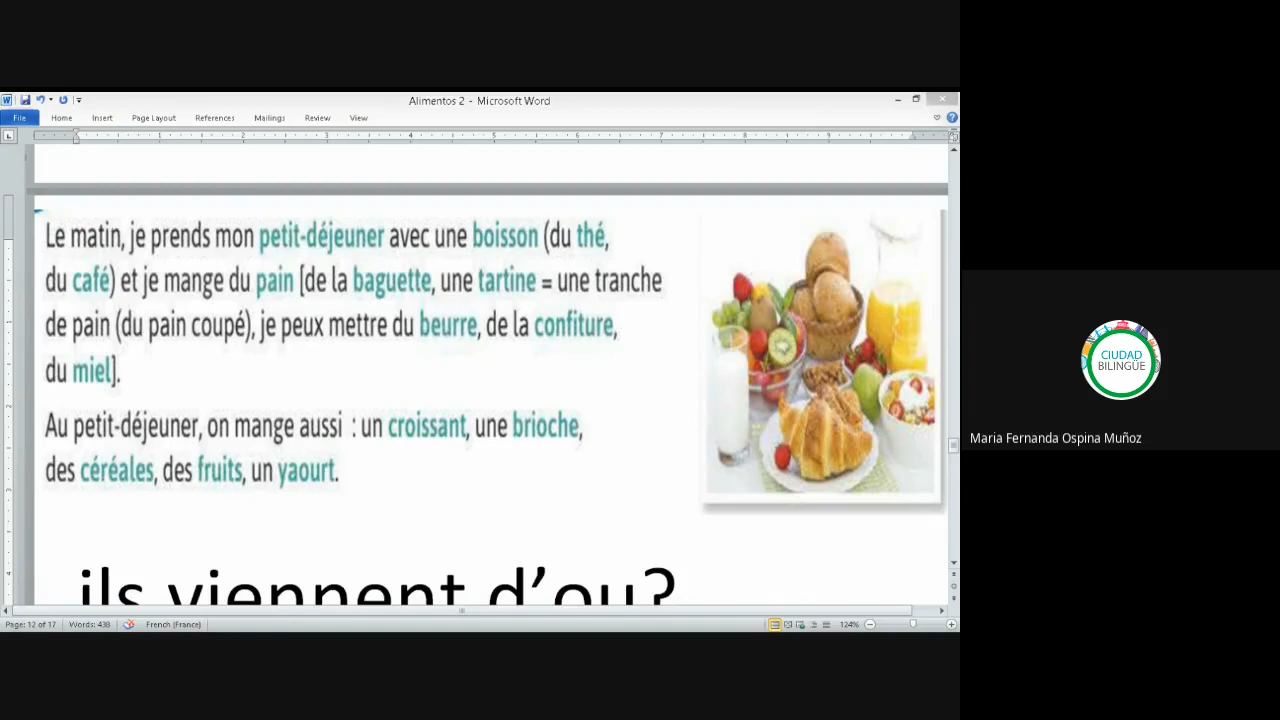 Alimentos 2 - Microsoft Word
File Home Insert Page Layout References Mailings Review View
Le matin, je prends mon petit-déjeuner avec une boisson (du thé,
du café) et je mange du pain [de la baguette, une tartine = une tranche
de pain (du pain coupé), je peux mettre du beurre, de la confiture,
du miel].
Au petit-déjeuner, on mange aussi : un croissant, une brioche,
des céréales, des fruits, un yaourt.
ils viennent d’ou?
Page: 12 of 17 Words: 438 French (France) 124%
CIUDAD
BILINGÜE
Maria Fernanda Ospina Muñoz